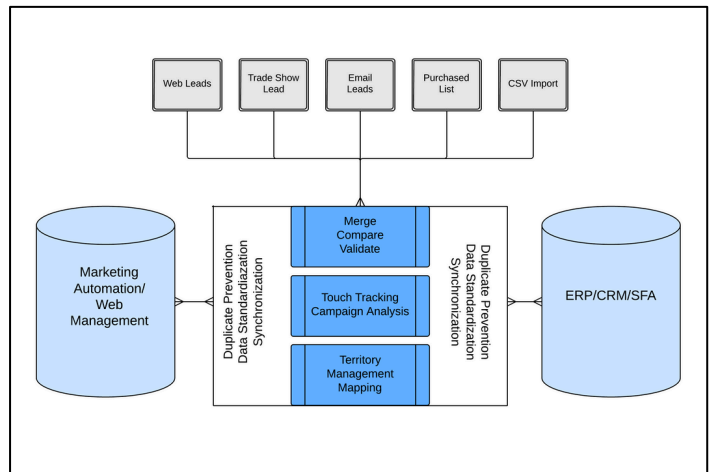 Web Leads
Trade Show
Lead
Email
Leads
Purchased
List
CSV Import
Marketing
Automation/
Web
Management
Duplicate Prevention
Data Standardiazation
Synchronization
Merge
Compare
Validate
Touch Tracking
Campaign Analysis
Territory
Management
Mapping
Duplicate Prevention
Data Standardization
Synchronization
ERP/CRM/SFA